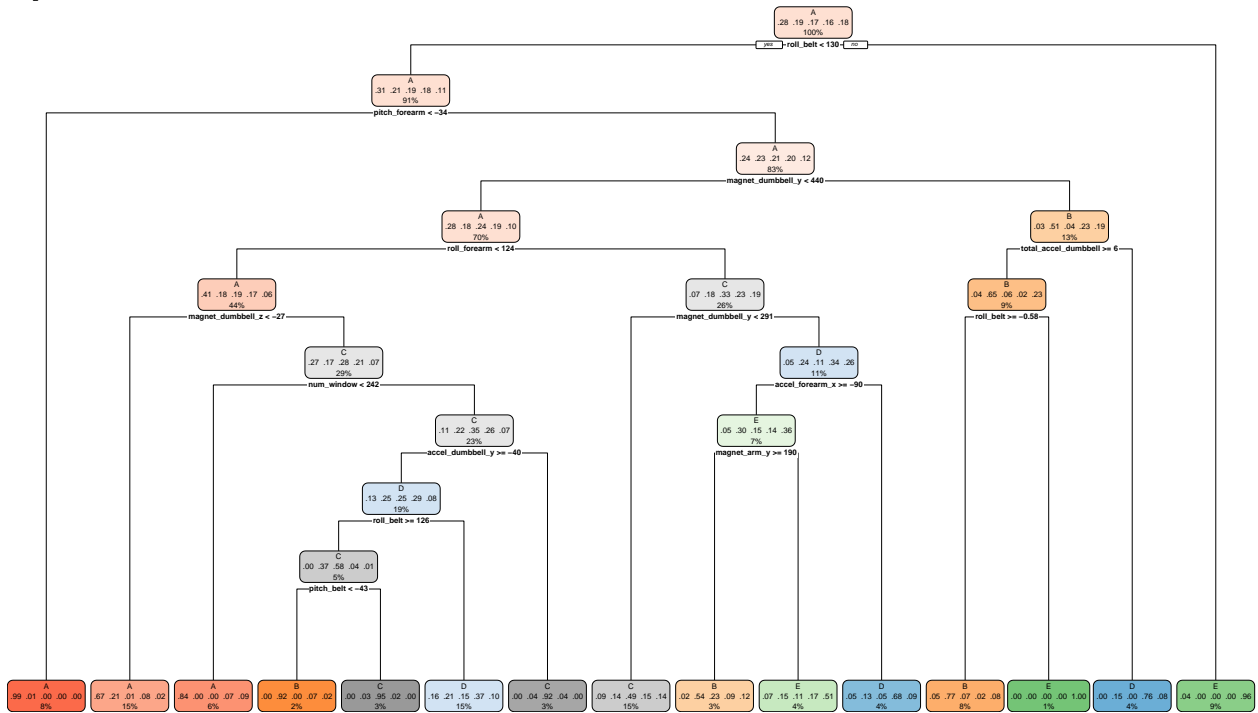 A
.28 .19 .17 .16 .18
100%
yes roll_belt < 130 no
A
.31 .21 .19 .18 .11
91%
pitch_forearm < −34
A
.24 .23 .21 .20 .12
83%
magnet_dumbbell_y < 440
A
.28 .18 .24 .19 .10
70%
roll_forearm < 124
B
.03 .51 .04 .23 .19
13%
total_accel_dumbbell >= 6
A
.41 .18 .19 .17 .06
44%
magnet_dumbbell_z < −27
C
.07 .18 .33 .23 .19
26%
magnet_dumbbell_y < 291
B
.04 .65 .06 .02 .23
9%
roll_belt >= −0.58
C
.27 .17 .28 .21 .07
29%
num_window < 242
D
.05 .24 .11 .34 .26
11%
accel_forearm_x >= −90
C
.11 .22 .35 .26 .07
23%
accel_dumbbell_y >= −40
E
.05 .30 .15 .14 .36
7%
magnet_arm_y >= 190
D
.13 .25 .25 .29 .08
19%
roll_belt >= 126
C
.00 .37 .58 .04 .01
5%
pitch_belt < −43
A
.99 .01 .00 .00 .00
8%
A
.67 .21 .01 .08 .02
15%
A
.84 .00 .00 .07 .09
6%
B
.00 .92 .00 .07 .02
2%
C
.00 .03 .95 .02 .00
3%
D
.16 .21 .15 .37 .10
15%
C
.00 .04 .92 .04 .00
3%
C
.09 .14 .49 .15 .14
15%
B
.02 .54 .23 .09 .12
3%
E
.07 .15 .11 .17 .51
4%
D
.05 .13 .05 .68 .09
4%
B
.05 .77 .07 .02 .08
8%
E
.00 .00 .00 .00 1.00
1%
D
.00 .15 .00 .76 .08
4%
E
.04 .00 .00 .00 .96
9%